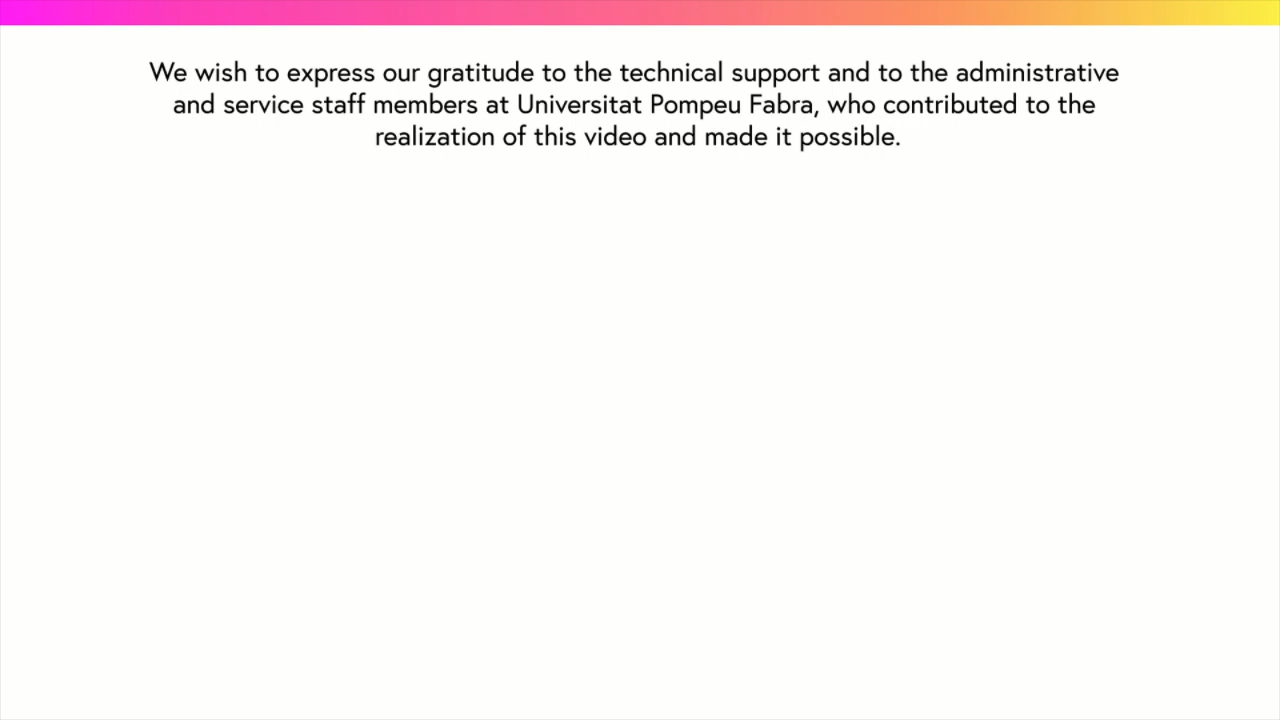 We wish to express our gratitude to the technical support and to the administrative
and service staff members at Universitat Pompeu Fabra, who contributed to the
realization of this video and made it possible.